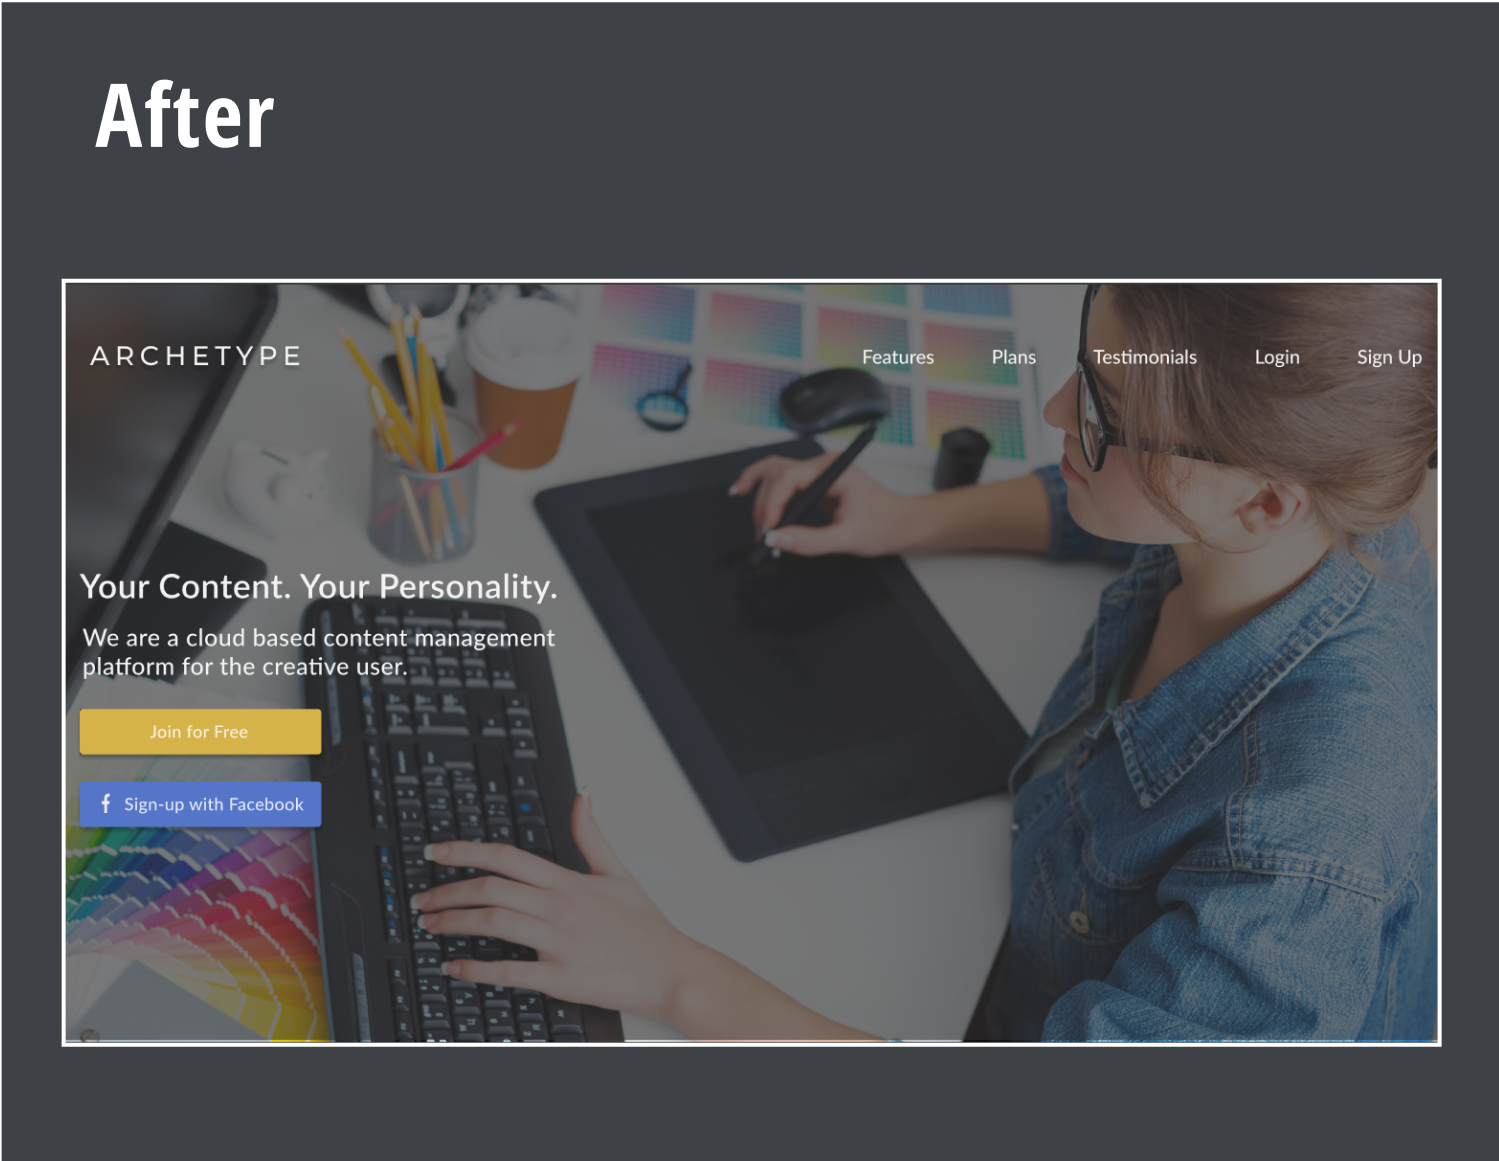 After
ARCHETYPE
Features Plans Testimonials Login Sign Up
Your Content. Your Personality.
We are a cloud based content management
platform for the creative user.
Join for Free
f Sign-up with Facebook